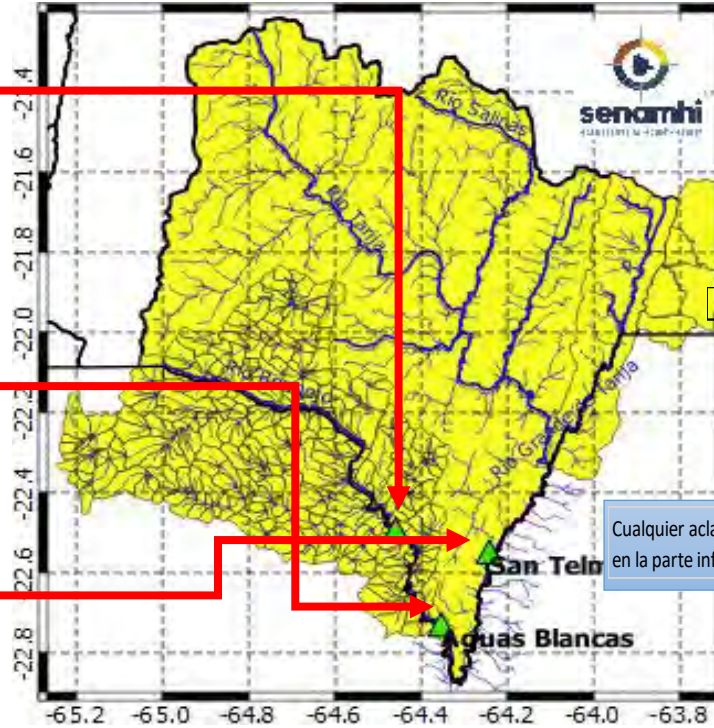 senamhi
Río Salinas
Río Tarija
Río Grande de Tarija
San Telm
Aguas Blancas
Cualquier acla
en la parte inf
-21.4
-21.6
-21.8
-22.0
-22.2
-22.4
-22.6
-22.8
-65.2 -65.0 -64.8 -64.6 -64.4 -64.2 -64.0 -63.8